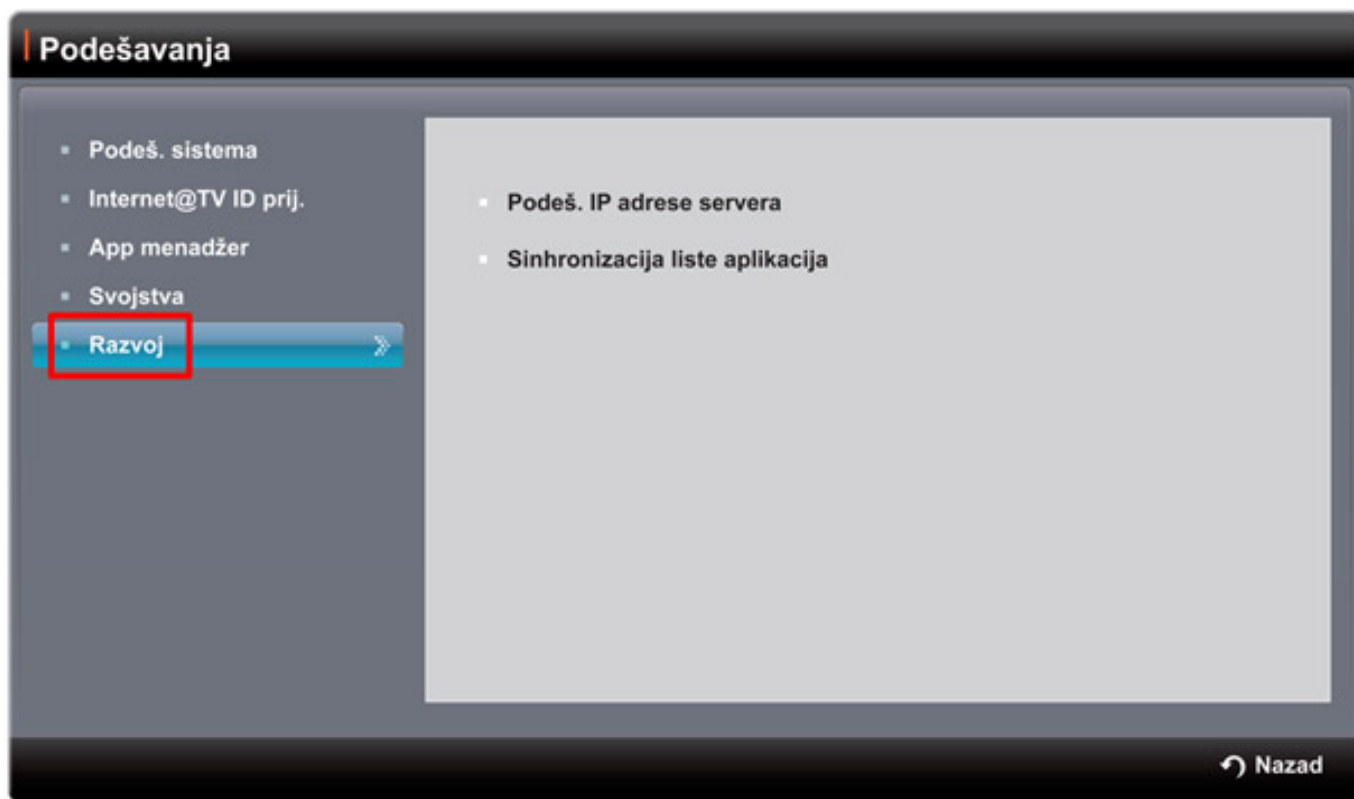 Podešavanja
Podeš. sistema
Internet@TV ID prij.
App menadžer
Svojstva
Razvoj
Podeš. IP adrese servera
Sinhronizacija liste aplikacija
Nazad